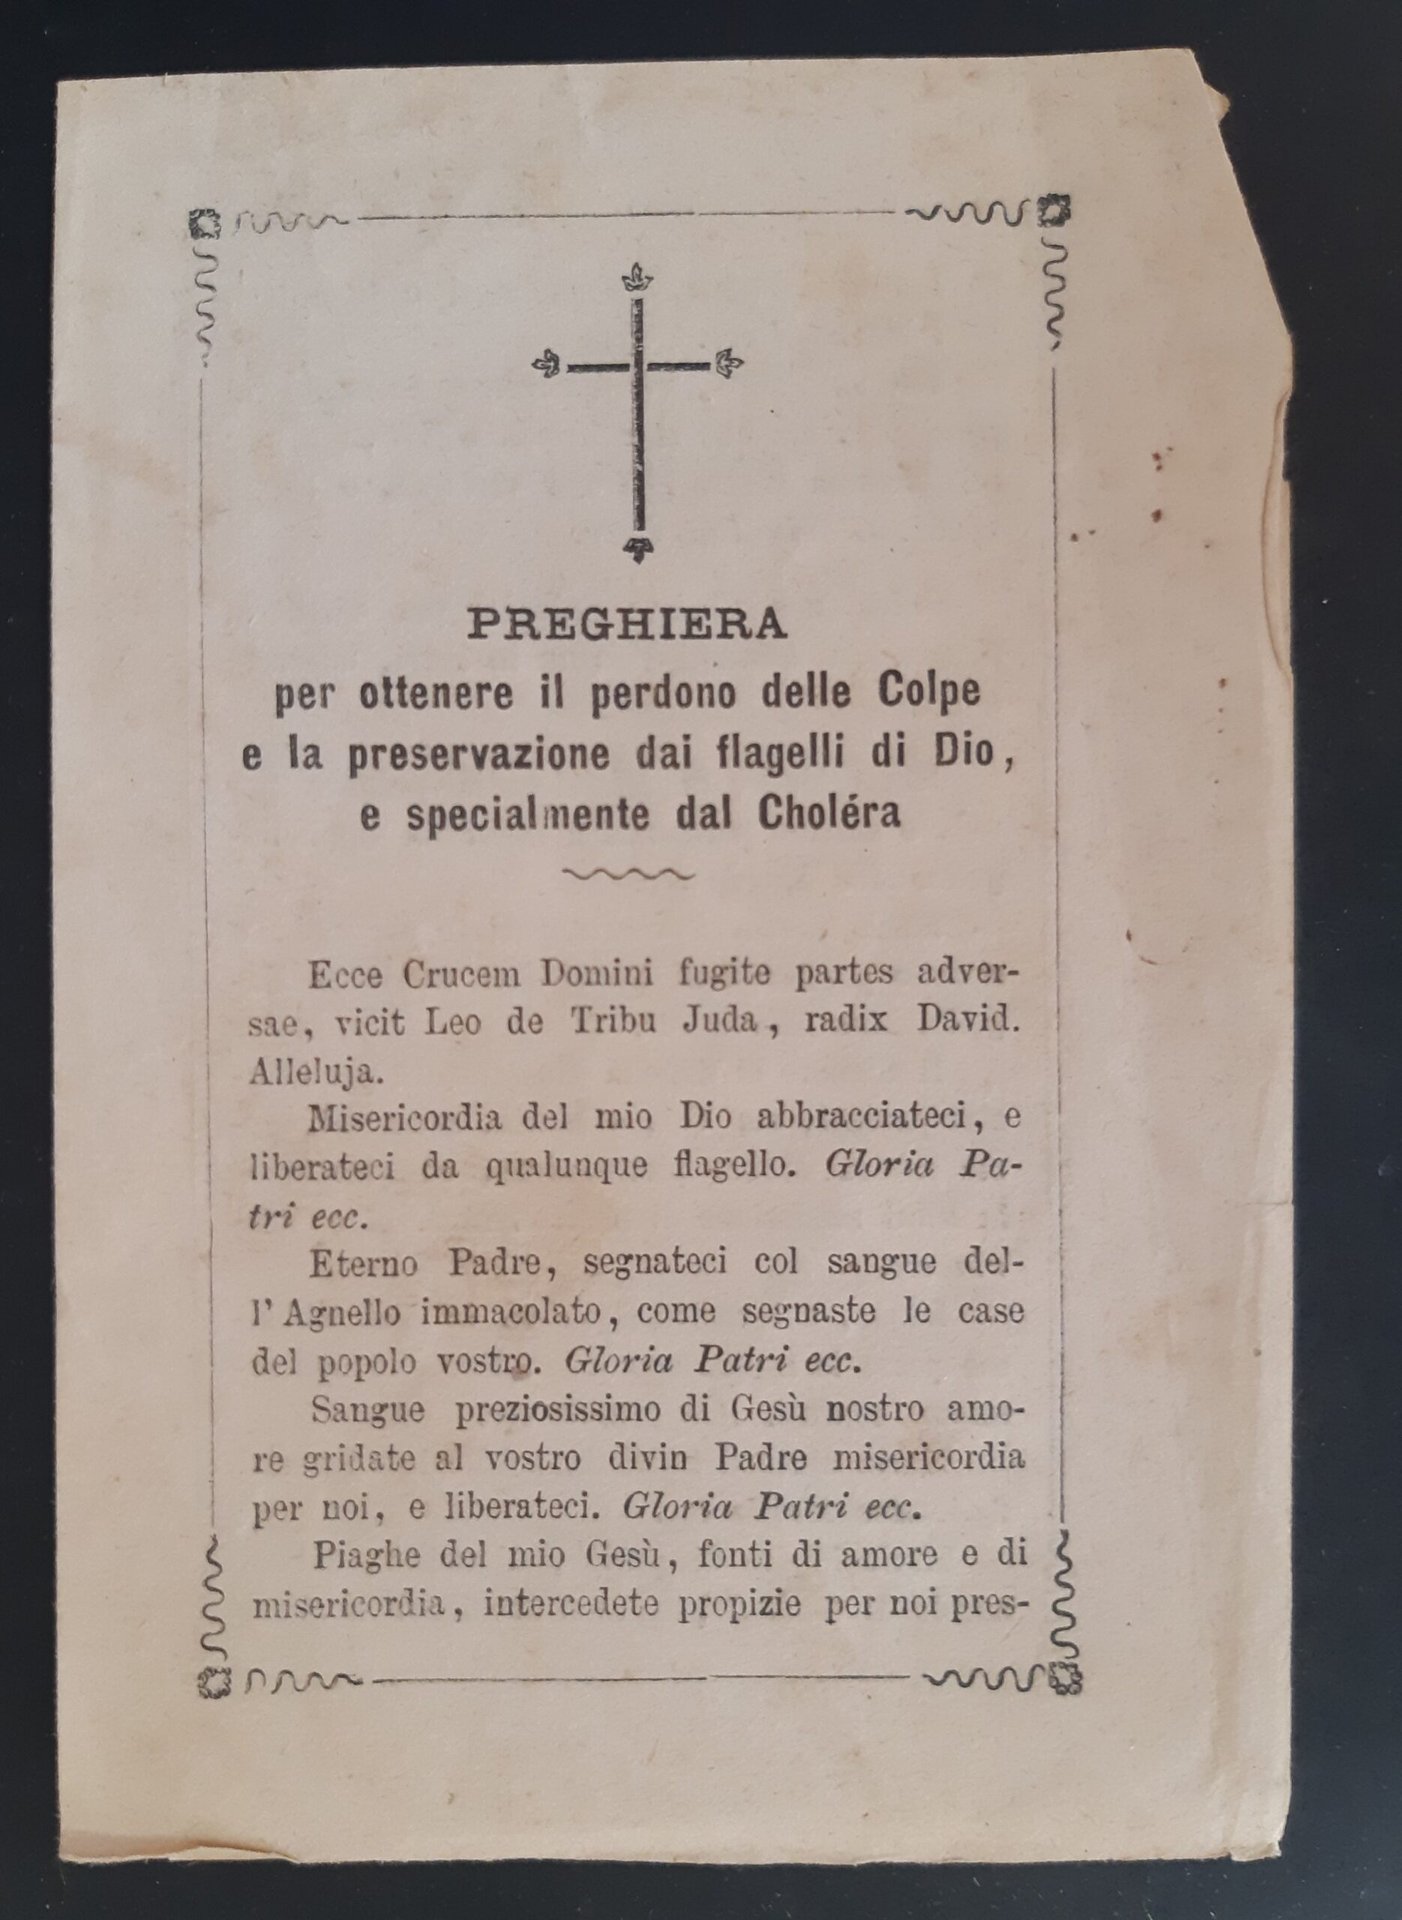 PREGHIERA
per ottenere il perdono delle Colpe
e la preservazione dai flagelli di Dio,
e specialmente dal Choléra
Ecce Crucem Domini fugite partes adver-
sae, vicit Leo de Tribu Juda, radix David.
Alleluja.
Misericordia del mio Dio abbracciateci, e
liberateci da qualunque flagello. Gloria Pa-
tri ecc.
Eterno Padre, segnateci col sangue del-
l' Agnello immacolato, come segnaste le case
del popolo vostro. Gloria Patri ecc.
Sangue preziosissimo di Gesù nostro amo-
re gridate al vostro divin Padre misericordia
per noi, e liberateci. Gloria Patri ecc.
Piaghe del mio Gesù, fonti di amore e di
misericordia, intercedete propizie per noi pres-